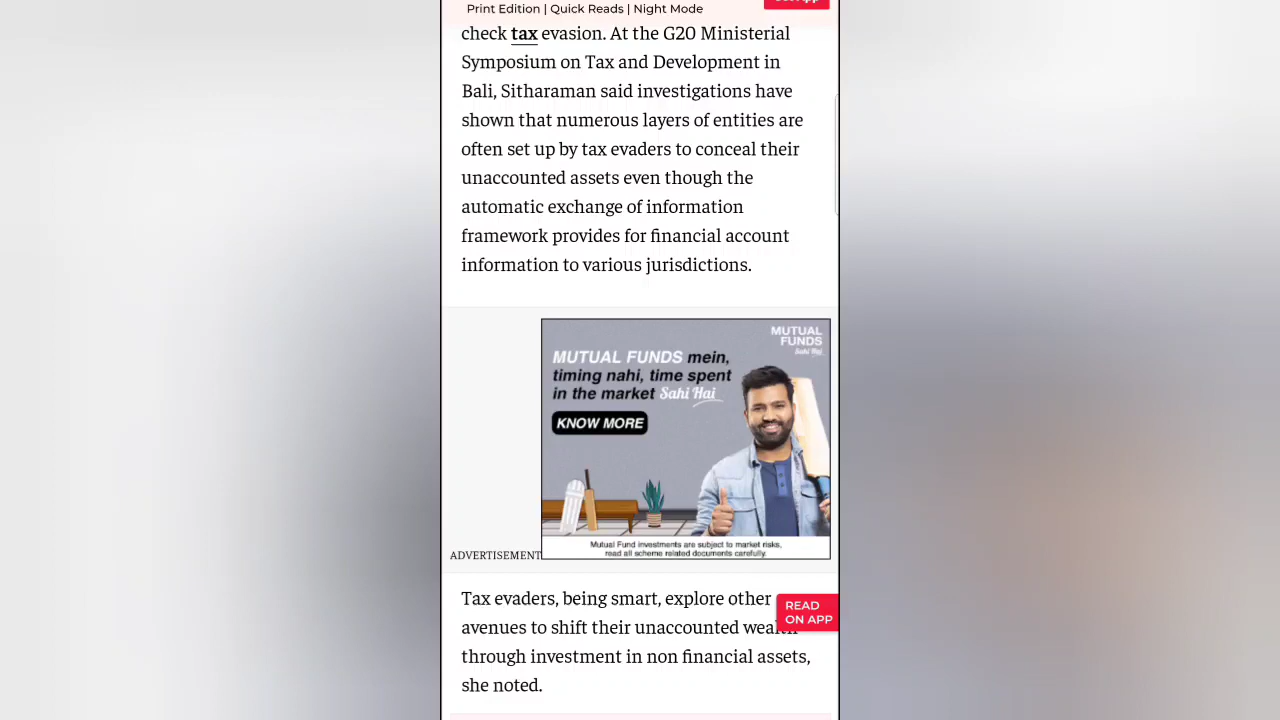 Print Edition | Quick Reads | Night Mode
check tax evasion. At the G20 Ministerial
Symposium on Tax and Development in
Bali, Sitharaman said investigations have
shown that numerous layers of entities are
often set up by tax evaders to conceal their
unaccounted assets even though the
automatic exchange of information
framework provides for financial account
information to various jurisdictions.
MUTUAL
FUNDS
Sahi Hai
MUTUAL FUNDS mein,
timing nahi, time spent
in the market Sahi Hai
KNOW MORE
Mutual Fund investments are subject to market risks,
read all scheme related documents carefully.
ADVERTISEMENT
Tax evaders, being smart, explore other
READ
ON APP
avenues to shift their unaccounted wealth
through investment in non financial assets,
she noted.